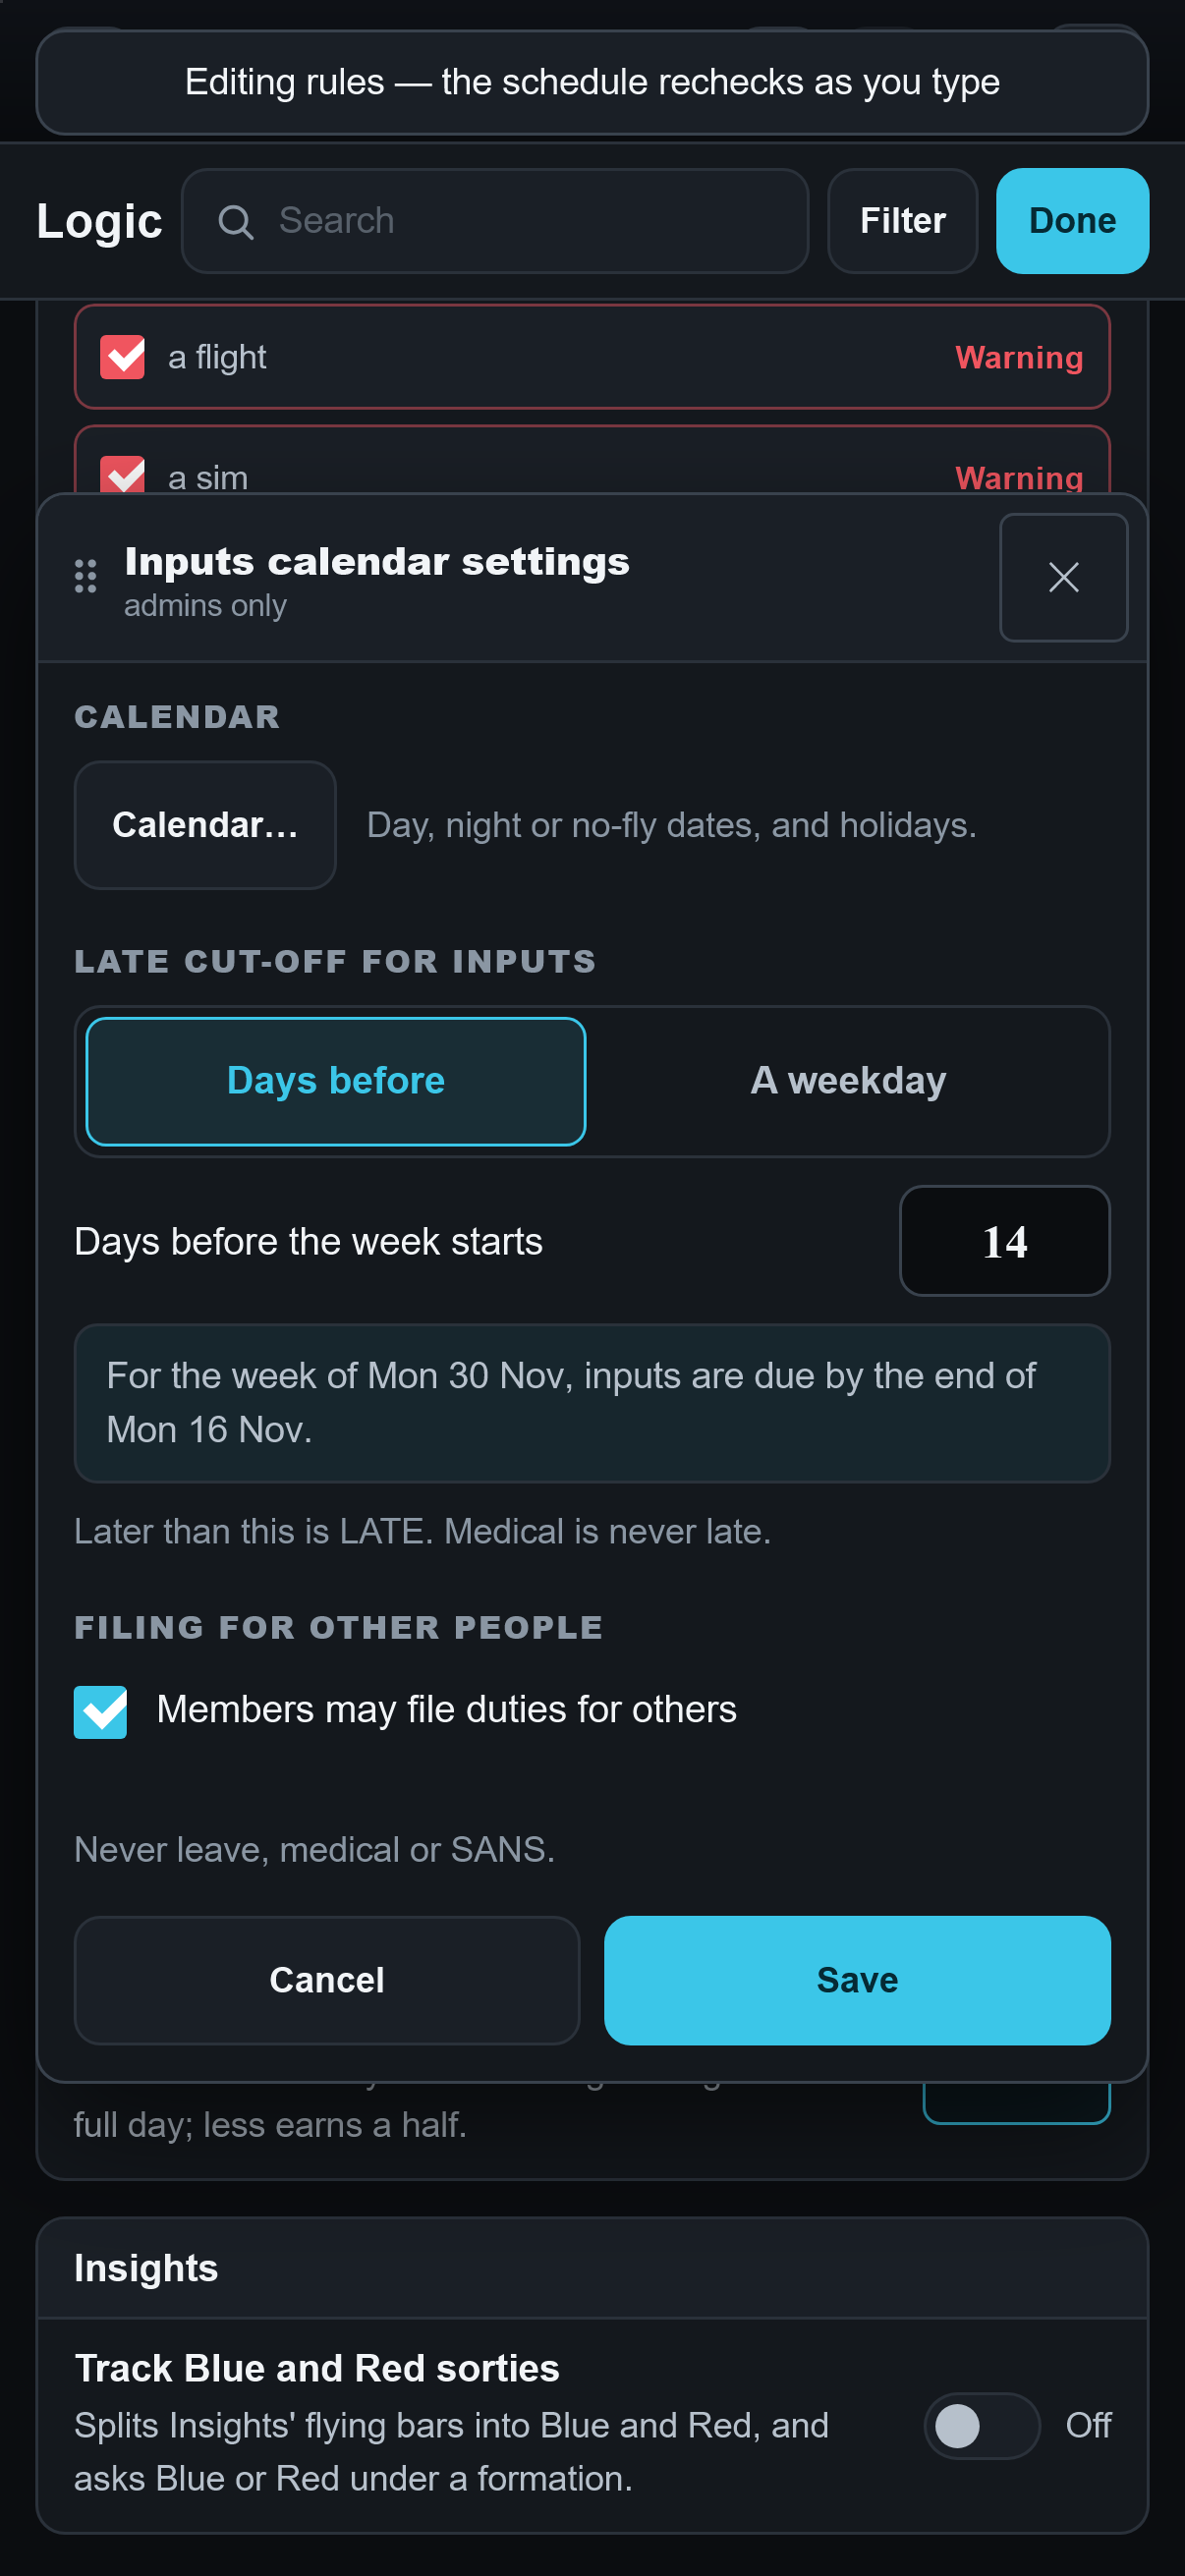 Editing rules — the schedule rechecks as you type
Logic
Search
Filter
Done
a flight
Warning
a sim
Warning
Inputs calendar settings
admins only
CALENDAR
Calendar...
Day, night or no-fly dates, and holidays.
LATE CUT-OFF FOR INPUTS
Days before
A weekday
Days before the week starts
14
For the week of Mon 30 Nov, inputs are due by the end of
Mon 16 Nov.
Later than this is LATE. Medical is never late.
FILING FOR OTHER PEOPLE
Members may file duties for others
Never leave, medical or SANS.
Cancel
Save
full day; less earns a half.
Insights
Track Blue and Red sorties
Splits Insights' flying bars into Blue and Red, and
asks Blue or Red under a formation.
Off